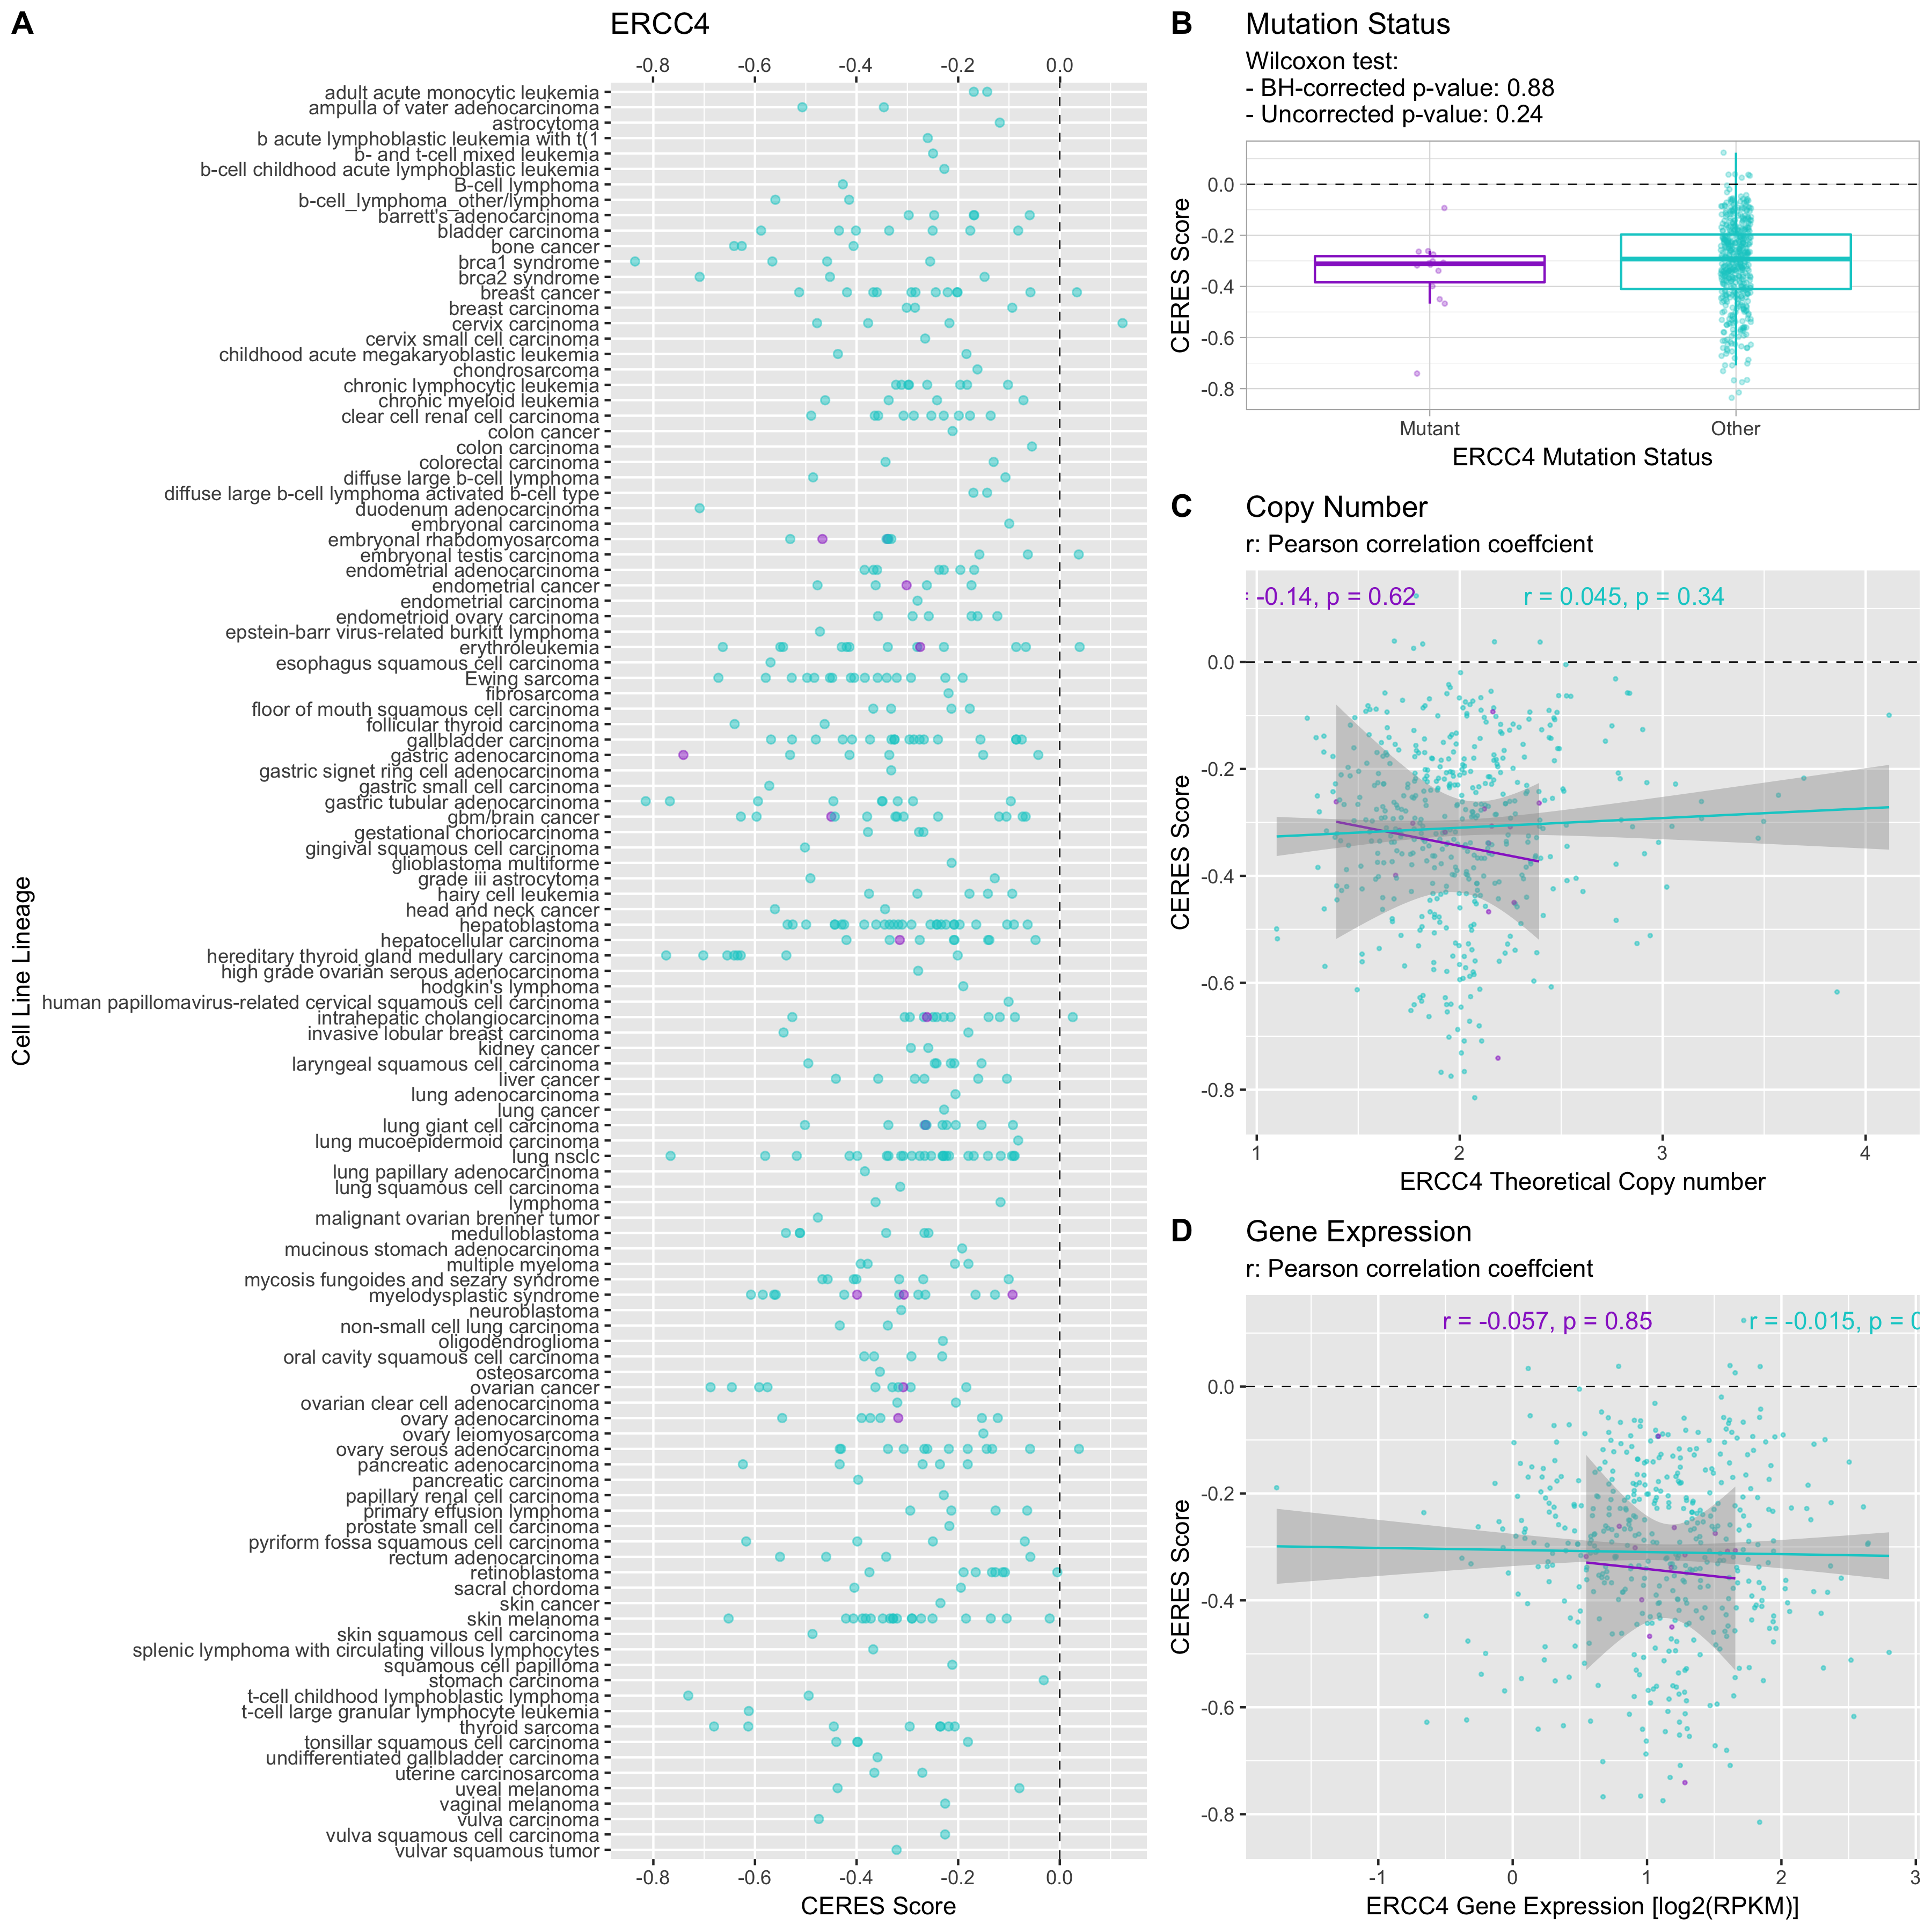 A
ERCC4
-0.8 -0.6 -0.4 -0.2 0.0
Cell Line Lineage
adult acute monocytic leukemia
ampulla of vater adenocarcinoma
astrocytoma
b acute lymphoblastic leukemia with t(1
b- and t-cell mixed leukemia
b-cell childhood acute lymphoblastic leukemia
B-cell lymphoma
b-cell_lymphoma_other/lymphoma
barrett's adenocarcinoma
bladder carcinoma
bone cancer
brca1 syndrome
brca2 syndrome
breast cancer
breast carcinoma
cervix carcinoma
cervix small cell carcinoma
childhood acute megakaryoblastic leukemia
chondrosarcoma
chronic lymphocytic leukemia
chronic myeloid leukemia
clear cell renal cell carcinoma
colon cancer
colon carcinoma
colorectal carcinoma
diffuse large b-cell lymphoma
diffuse large b-cell lymphoma activated b-cell type
duodenum adenocarcinoma
embryonal carcinoma
embryonal rhabdomyosarcoma
embryonal testis carcinoma
endometrial adenocarcinoma
endometrial cancer
endometrial carcinoma
endometrioid ovary carcinoma
epstein-barr virus-related burkitt lymphoma
erythroleukemia
esophagus squamous cell carcinoma
Ewing sarcoma
fibrosarcoma
floor of mouth squamous cell carcinoma
follicular thyroid carcinoma
gallbladder carcinoma
gastric adenocarcinoma
gastric signet ring cell adenocarcinoma
gastric small cell carcinoma
gastric tubular adenocarcinoma
gbm/brain cancer
gestational choriocarcinoma
gingival squamous cell carcinoma
glioblastoma multiforme
grade iii astrocytoma
hairy cell leukemia
head and neck cancer
hepatoblastoma
hepatocellular carcinoma
hereditary thyroid gland medullary carcinoma
high grade ovarian serous adenocarcinoma
hodgkin's lymphoma
human papillomavirus-related cervical squamous cell carcinoma
intrahepatic cholangiocarcinoma
invasive lobular breast carcinoma
kidney cancer
laryngeal squamous cell carcinoma
liver cancer
lung adenocarcinoma
lung cancer
lung giant cell carcinoma
lung mucoepidermoid carcinoma
lung nsclc
lung papillary adenocarcinoma
lung squamous cell carcinoma
lymphoma
malignant ovarian brenner tumor
medulloblastoma
mucinous stomach adenocarcinoma
multiple myeloma
mycosis fungoides and sezary syndrome
myelodysplastic syndrome
neuroblastoma
non-small cell lung carcinoma
oligodendroglioma
oral cavity squamous cell carcinoma
osteosarcoma
ovarian cancer
ovarian clear cell adenocarcinoma
ovary adenocarcinoma
ovary leiomyosarcoma
ovary serous adenocarcinoma
pancreatic adenocarcinoma
pancreatic carcinoma
papillary renal cell carcinoma
primary effusion lymphoma
prostate small cell carcinoma
pyriform fossa squamous cell carcinoma
rectum adenocarcinoma
retinoblastoma
sacral chordoma
skin cancer
skin melanoma
skin squamous cell carcinoma
splenic lymphoma with circulating villous lymphocytes
squamous cell papilloma
stomach carcinoma
t-cell childhood lymphoblastic lymphoma
t-cell large granular lymphocyte leukemia
thyroid sarcoma
tonsillar squamous cell carcinoma
undifferentiated gallbladder carcinoma
uterine carcinosarcoma
uveal melanoma
vaginal melanoma
vulva carcinoma
vulva squamous cell carcinoma
vulvar squamous tumor
-0.8 -0.6 -0.4 -0.2 0.0
CERES Score
B
Mutation Status
Wilcoxon test:
- BH-corrected p-value: 0.88
- Uncorrected p-value: 0.24
CERES Score
0.0
-0.2
-0.4
-0.6
-0.8
Mutant Other
ERCC4 Mutation Status
C
Copy Number
r: Pearson correlation coeffcient
-0.14, p = 0.62 r = 0.045, p = 0.34
CERES Score
0.0
-0.2
-0.4
-0.6
-0.8
1 2 3 4
ERCC4 Theoretical Copy number
D
Gene Expression
r: Pearson correlation coeffcient
r = -0.057, p = 0.85 r = -0.015, p =
CERES Score
0.0
-0.2
-0.4
-0.6
-0.8
-1 0 1 2 3
ERCC4 Gene Expression [log2(RPKM)]